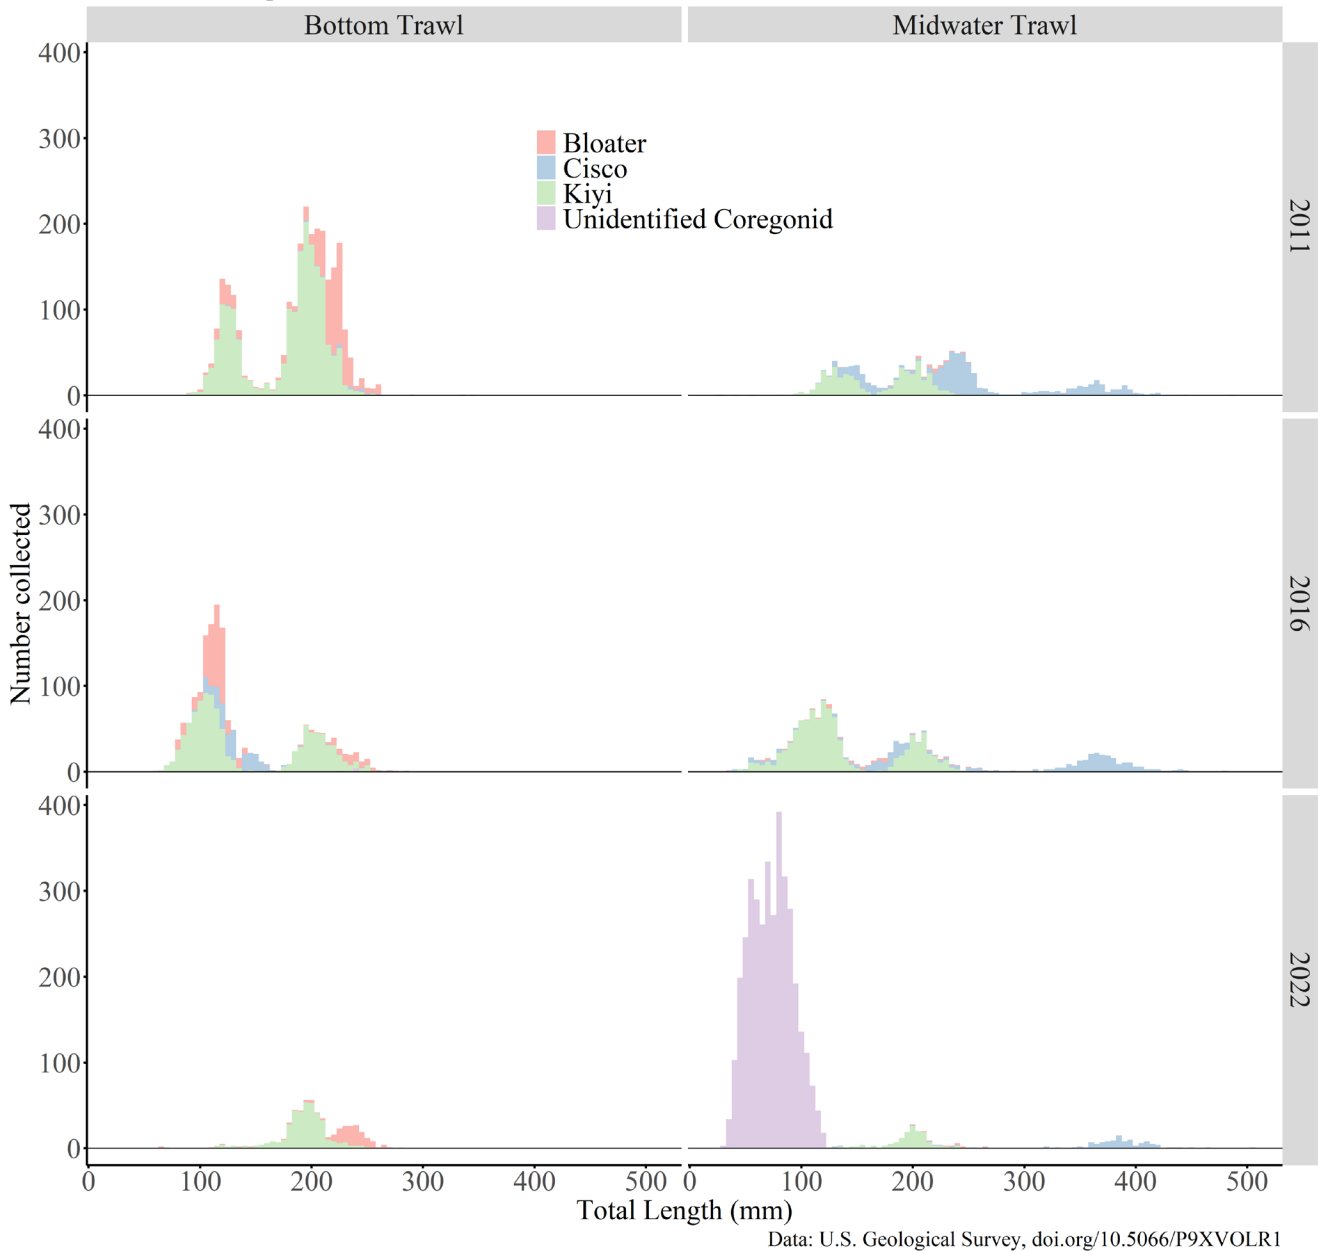 Bottom Trawl
Midwater Trawl
400
300
200
100
0
Bloater
Cisco
Kiyi
Unidentified Coregonid
2011
400
300
200
100
0
2016
Number collected
400
300
200
100
0
2022
0 100 200 300 400 500
0 100 200 300 400 500
Total Length (mm)
Data: U.S. Geological Survey, doi.org/10.5066/P9XVOLR1